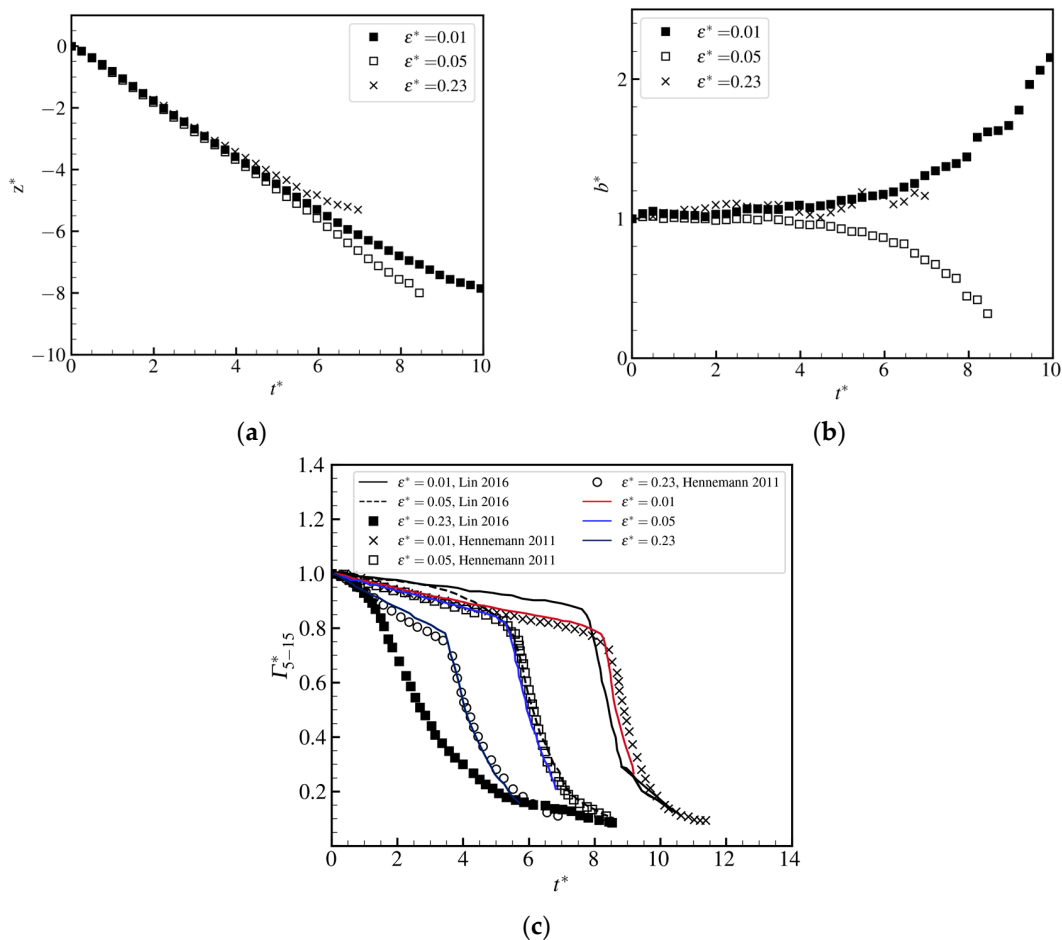 0
−2
−4
−6
−8
−10
z*
ε* =0.01
ε* =0.05
ε* =0.23
0 2 4 6 8 10
t*
(a)
2
1
0
b*
ε* =0.01
ε* =0.05
ε* =0.23
0 2 4 6 8 10
t*
(b)
1.4
1.2
1.0
0.8
0.6
0.4
0.2
Γ*5−15
ε* = 0.01, Lin 2016
ε* = 0.05, Lin 2016
ε* = 0.23, Lin 2016
ε* = 0.01, Hennemann 2011
ε* = 0.05, Hennemann 2011
ε* = 0.23, Hennemann 2011
ε* = 0.01
ε* = 0.05
ε* = 0.23
0 2 4 6 8 10 12 14
t*
(c)